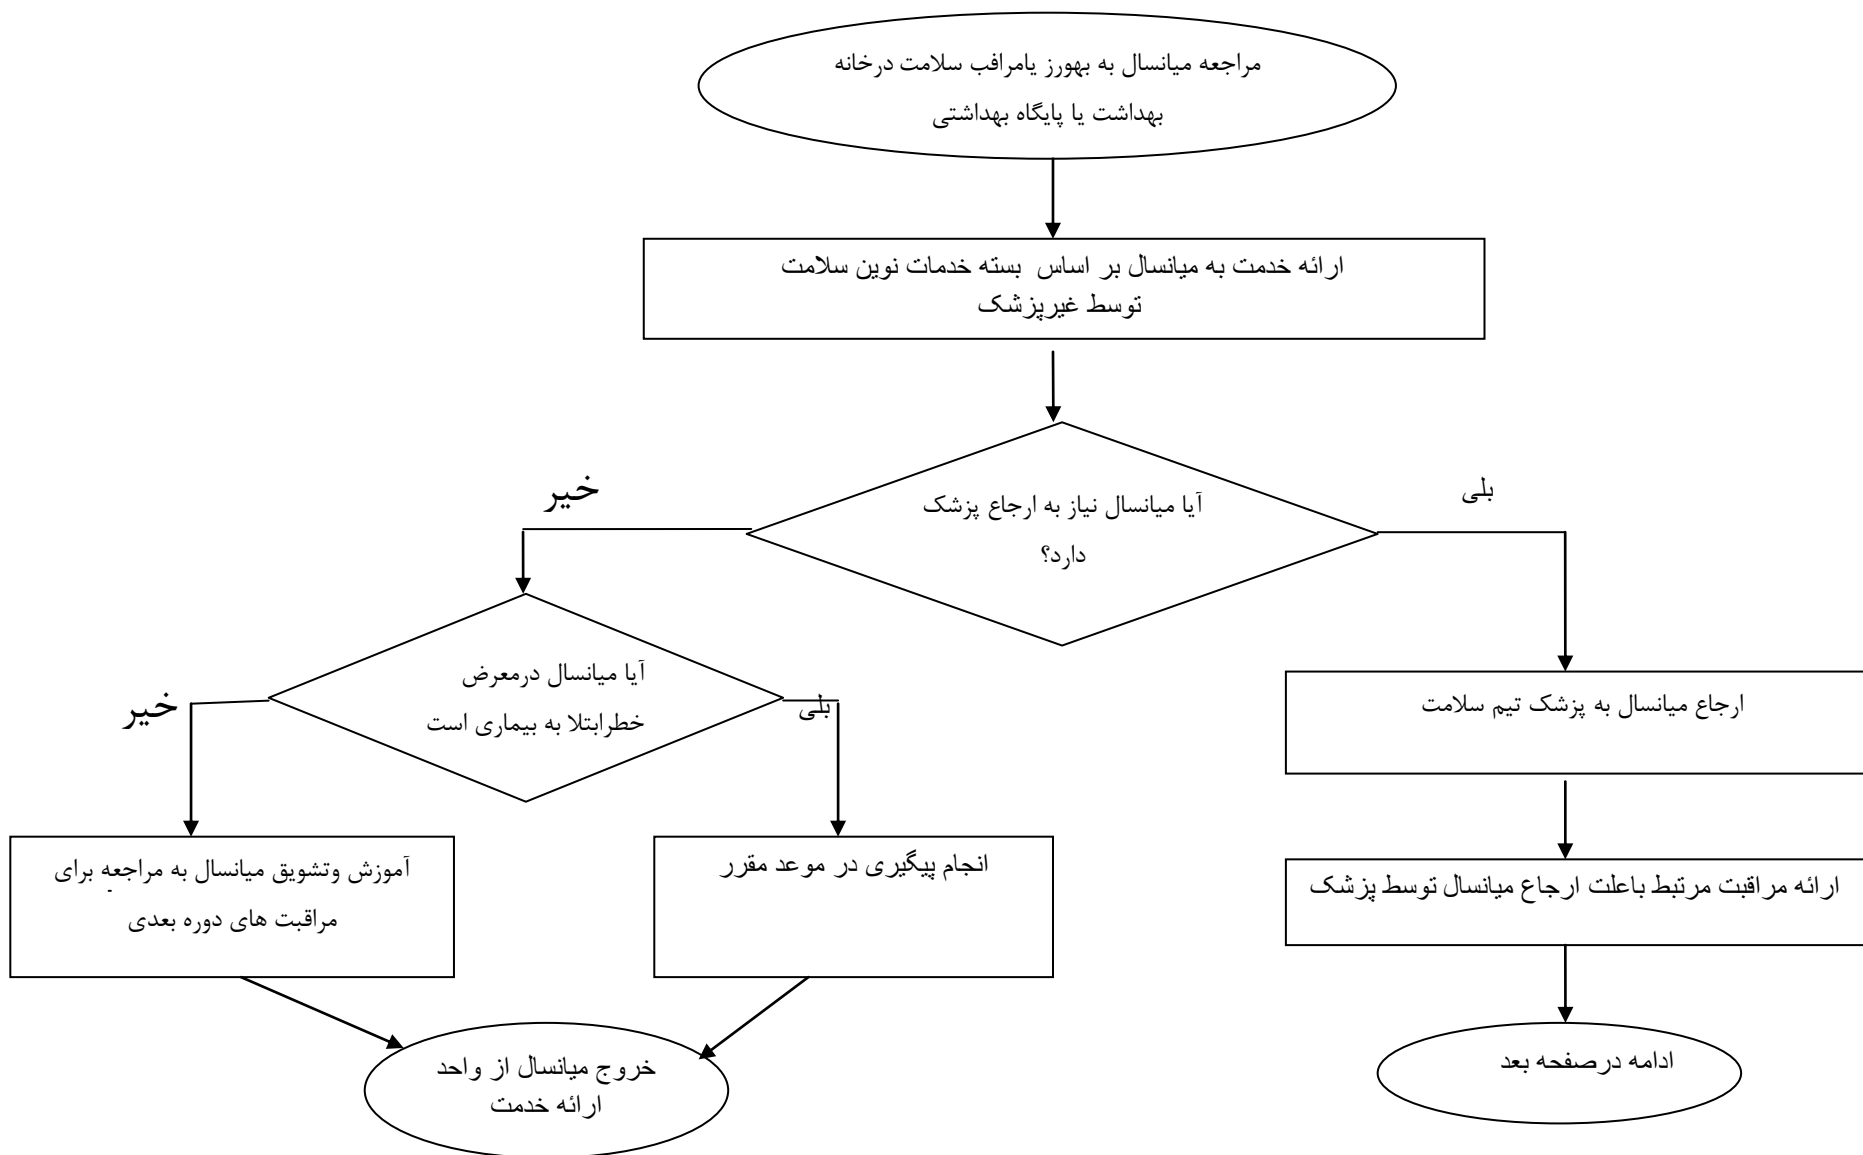 مراجعه میانسال به بهورز یامراقب سلامت درخانه
بهداشت یا پایگاه بهداشتی
ارائه خدمت به میانسال بر اساس بسته خدمات نوین سلامت
توسط غیرپزشک
آیا میانسال نیاز به ارجاع پزشک
دارد؟
بلی
خیر
ارجاع میانسال به پزشک تیم سلامت
ارائه مراقبت مرتبط باعلت ارجاع میانسال توسط پزشک
ادامه درصفحه بعد
آیا میانسال درمعرض
خطرابتلا به بیماری است
بلی
خیر
انجام پیگیری در موعد مقرر
آموزش وتشویق میانسال به مراجعه برای
مراقبت های دوره بعدی
خروج میانسال از واحد
ارائه خدمت